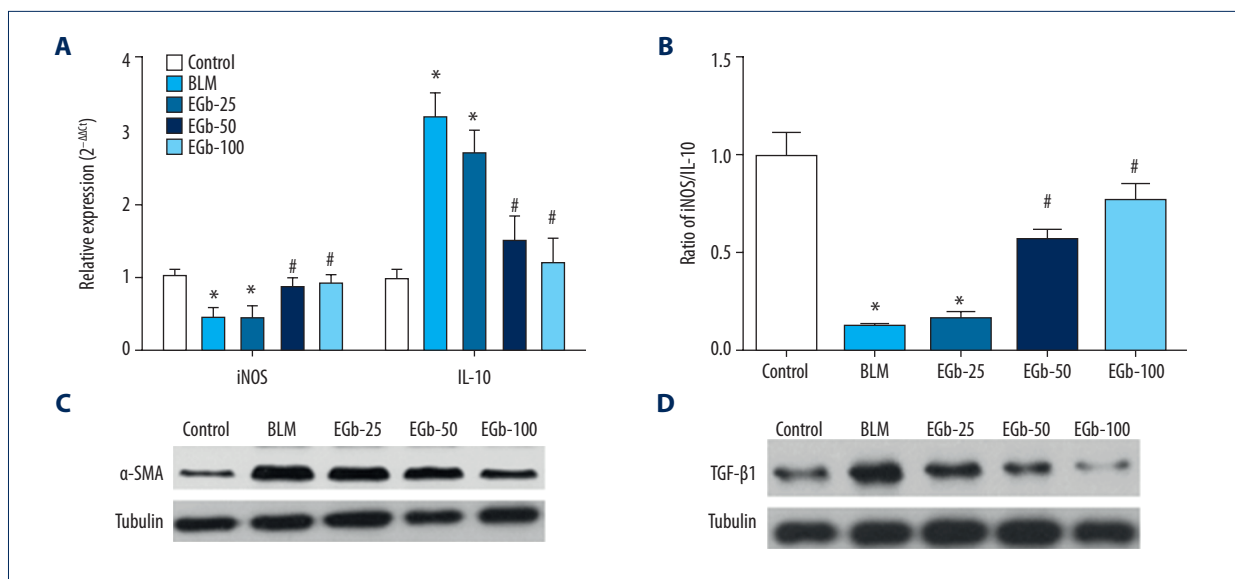 A
Relative expression (2⁻ΔΔCt)
4
3
2
1
0
Control
BLM
EGb-25
EGb-50
EGb-100
* * # # * * # #
iNOS IL-10
B
Ratio of iNOS/IL-10
1.5
1.0
0.5
0.0
* * # #
Control BLM EGb-25 EGb-50 EGb-100
C
Control BLM EGb-25 EGb-50 EGb-100
α-SMA
Tubulin
D
Control BLM EGb-25 EGb-50 EGb-100
TGF-β1
Tubulin